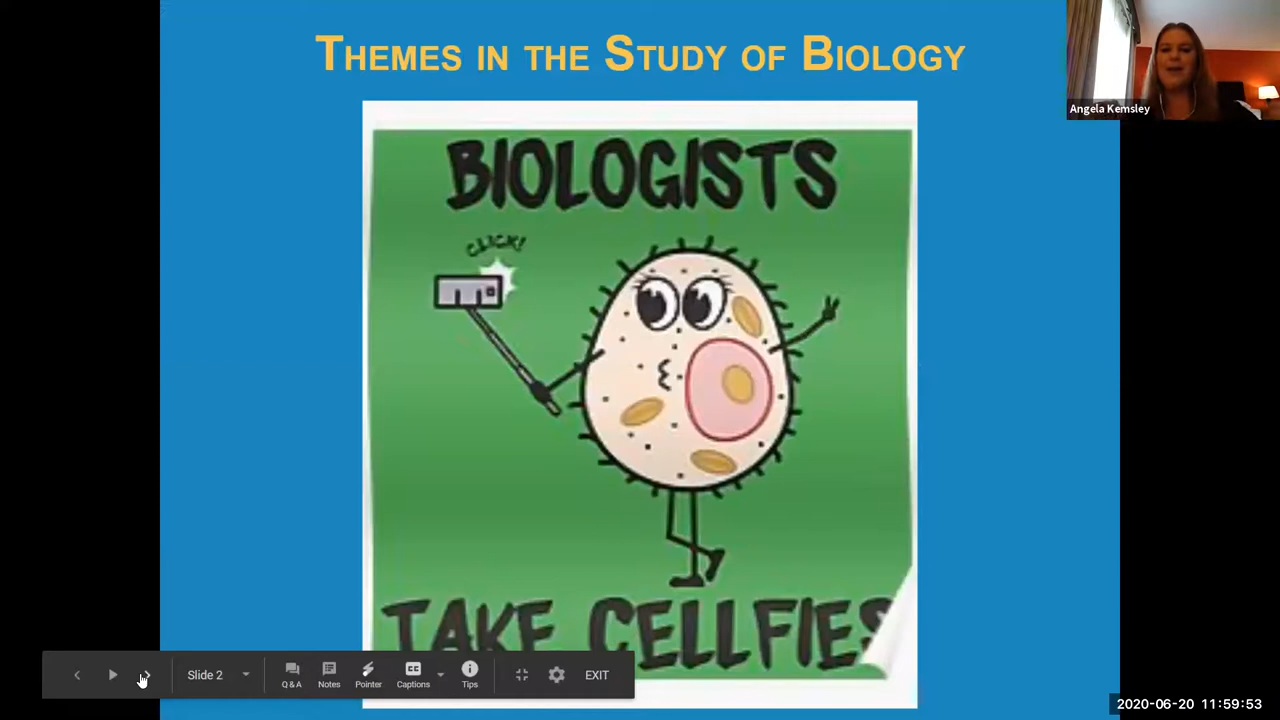 THEMES IN THE STUDY OF BIOLOGY
Angela Kemsley
BIOLOGISTS
CLICK!
TAKE CELLFIES
Slide 2
Q & A
Notes
Pointer
CC
Captions
Tips
EXIT
2020-06-20 11:59:53